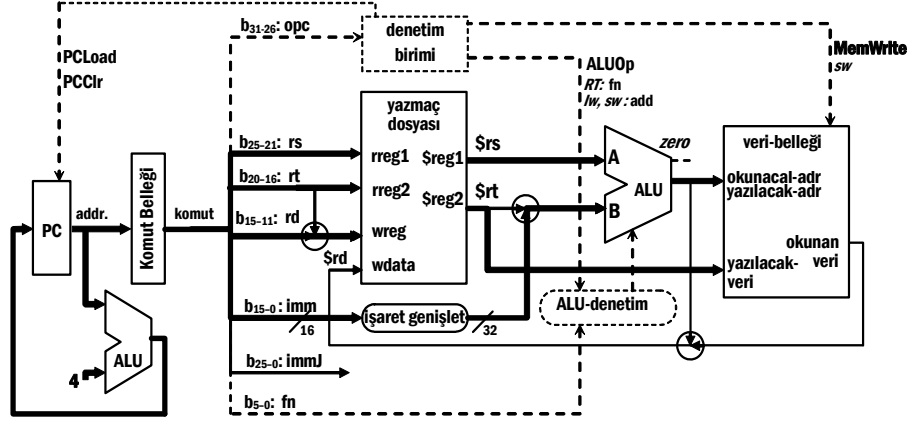 b31-26: opc
denetim
birimi
MemWrite
sw
PCLoad
PCClr
ALUOp
RT: fn
lw, sw : add
yazmaç
dosyası
b25-21: rs
rreg1
$reg1
$rs
b20-16: rt
rreg2
$reg2
$rt
b15-11: rd
wreg
$rd
wdata
zero
A
ALU
B
veri-belleği
okunacal-adr
yazılacak-adr
okunan
veri
yazılacak-
veri
PC
addr.
Komut Belleği
komut
ALU
4
b15-0: imm
16
işaret genişlet
32
ALU-denetim
b25-0: immJ
b5-0: fn